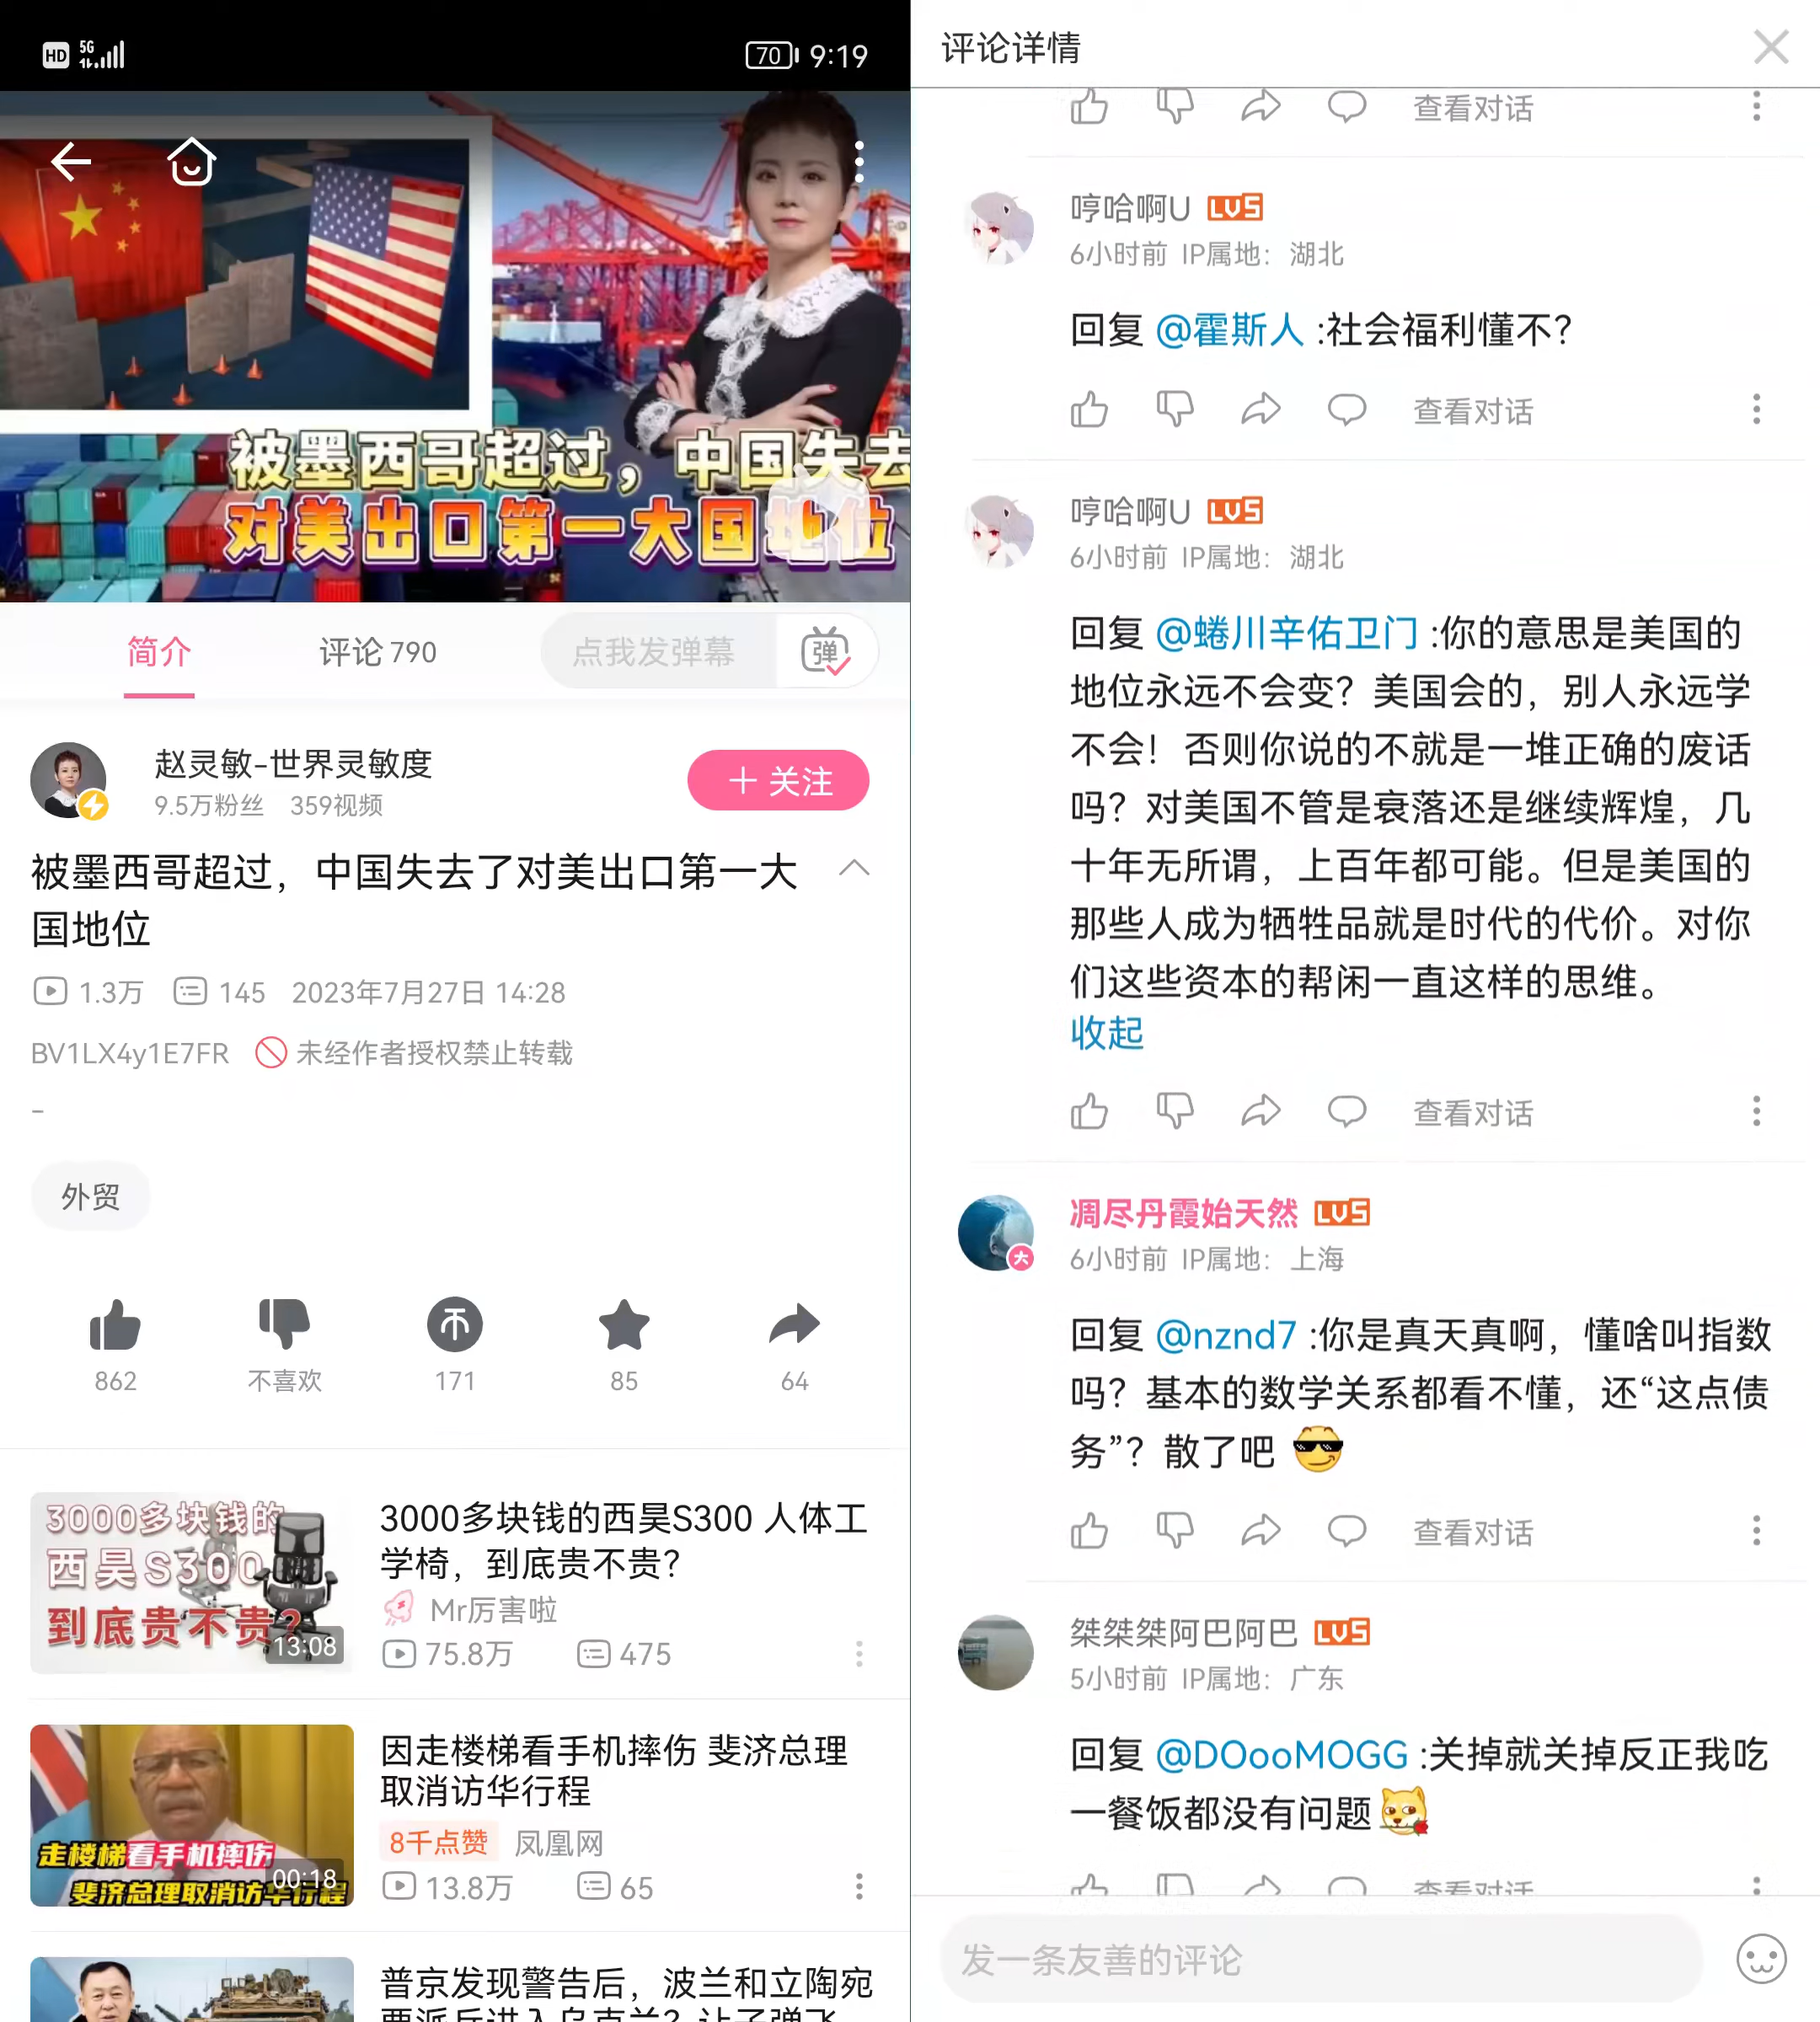 HD 5G 70 9:19
被墨西哥超过，中国失去
对美出口第一大国地位
简介 评论 790 点我发弹幕 弹
赵灵敏-世界灵敏度
9.5万粉丝 359视频
＋ 关注
被墨西哥超过，中国失去了对美出口第一大
国地位
1.3万 145 2023年7月27日 14:28
BV1LX4y1E7FR 未经作者授权禁止转载
-
外贸
862 不喜欢 171 85 64
3000多块钱的
西昊S300
到底贵不贵?
13:08
3000多块钱的西昊S300 人体工
学椅，到底贵不贵?
Mr厉害啦
75.8万 475
走楼梯看手机摔伤
斐济总理取消访华行程
00:18
因走楼梯看手机摔伤 斐济总理
取消访华行程
8千点赞 凤凰网
13.8万 65
普京发现警告后，波兰和立陶宛
要派兵进入乌克兰？让子弹飞
评论详情
查看对话
哼哈啊U LV5
6小时前 IP属地：湖北
回复 @霍斯人 :社会福利懂不?
查看对话
哼哈啊U LV5
6小时前 IP属地：湖北
回复 @蜷川辛佑卫门 :你的意思是美国的
地位永远不会变？美国会的，别人永远学
不会！否则你说的不就是一堆正确的废话
吗？对美国不管是衰落还是继续辉煌，几
十年无所谓，上百年都可能。但是美国的
那些人成为牺牲品就是时代的代价。对你
们这些资本的帮闲一直这样的思维。
收起
查看对话
凋尽丹霞始天然 LV5
大
6小时前 IP属地：上海
回复 @nznd7 :你是真天真啊，懂啥叫指数
吗？基本的数学关系都看不懂，还“这点债
务”？散了吧
查看对话
桀桀桀阿巴阿巴 LV5
5小时前 IP属地：广东
回复 @DOooMOGG :关掉就关掉反正我吃
一餐饭都没有问题
查看对话
发一条友善的评论